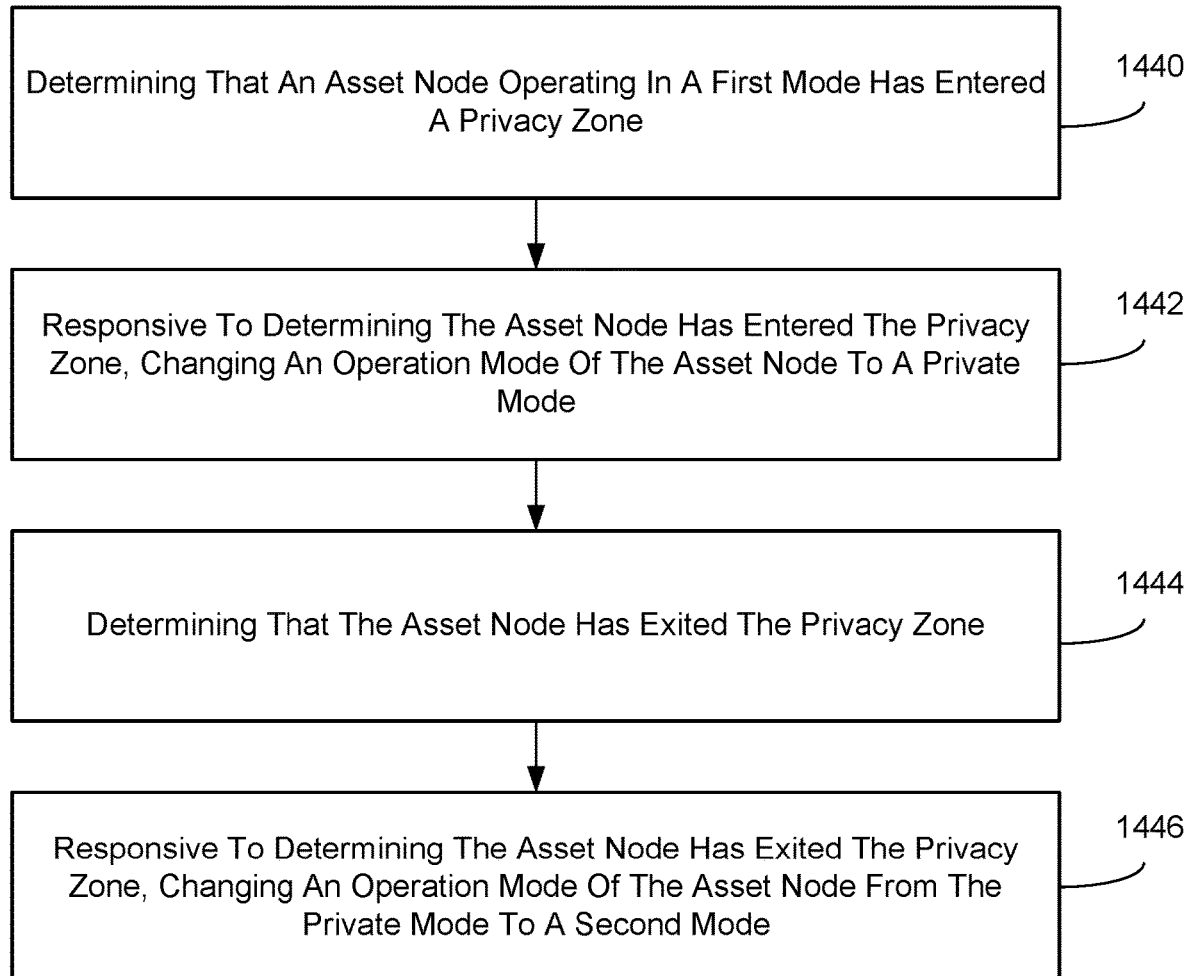 Determining That An Asset Node Operating In A First Mode Has Entered
A Privacy Zone
1440
Responsive To Determining The Asset Node Has Entered The Privacy
Zone, Changing An Operation Mode Of The Asset Node To A Private
Mode
1442
Determining That The Asset Node Has Exited The Privacy Zone
1444
Responsive To Determining The Asset Node Has Exited The Privacy
Zone, Changing An Operation Mode Of The Asset Node From The
Private Mode To A Second Mode
1446